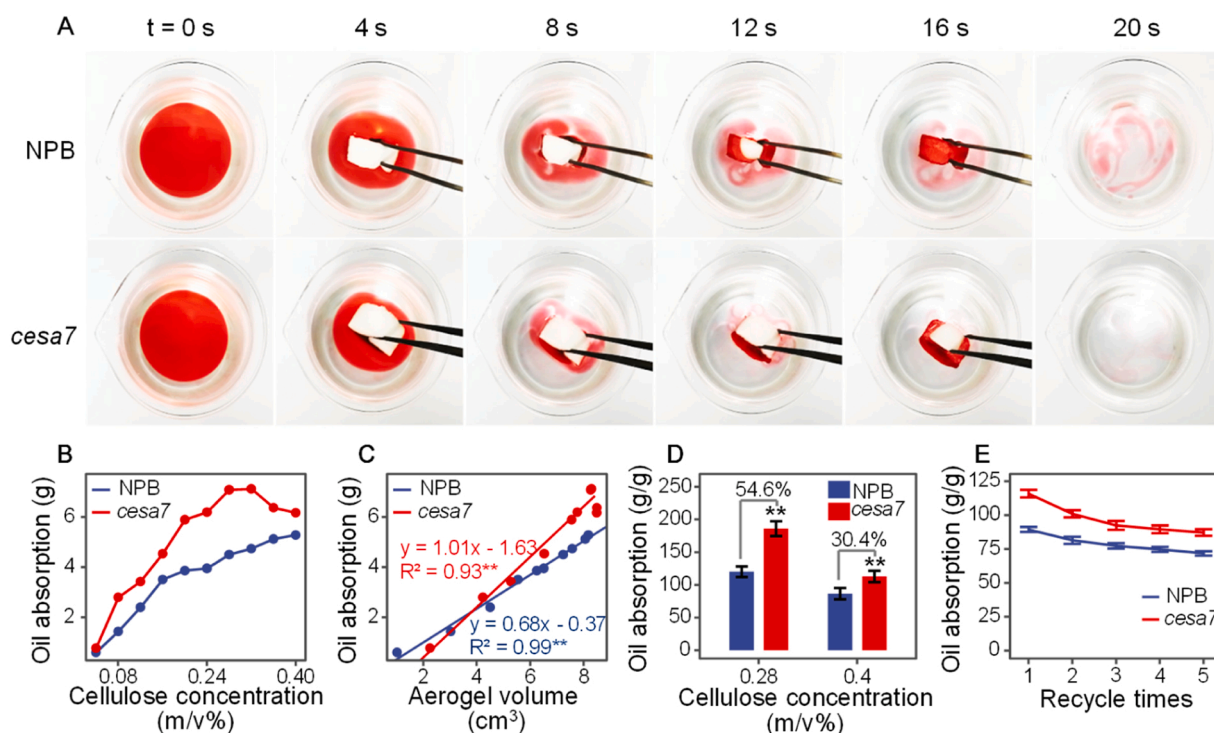 A
t = 0 s 4 s 8 s 12 s 16 s 20 s
NPB
cesa7
B
Oil absorption (g)
6
4
2
NPB
cesa7
0.08 0.24 0.40
Cellulose concentration
(m/v%)
C
Oil absorption (g)
6
4
2
NPB
cesa7
y = 1.01x - 1.63
R² = 0.93**
y = 0.68x - 0.37
R² = 0.99**
0 2 4 6 8
Aerogel volume
(cm³)
D
Oil absorption (g/g)
250
200
150
100
50
0
54.6%
**
30.4%
**
NPB
cesa7
0.28 0.4
Cellulose concentration
(m/v%)
E
Oil absorption (g/g)
125
100
75
50
25
0
NPB
cesa7
1 2 3 4 5
Recycle times